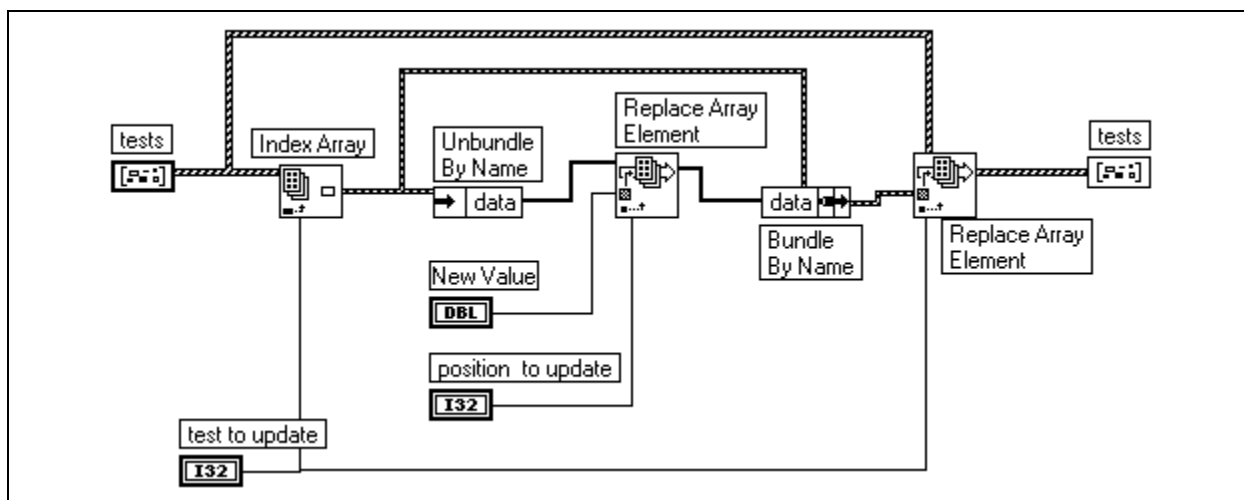 tests
Index Array
Unbundle
By Name
data
Replace Array
Element
data
Bundle
By Name
Replace Array
Element
tests
New Value
DBL
position to update
I32
test to update
I32